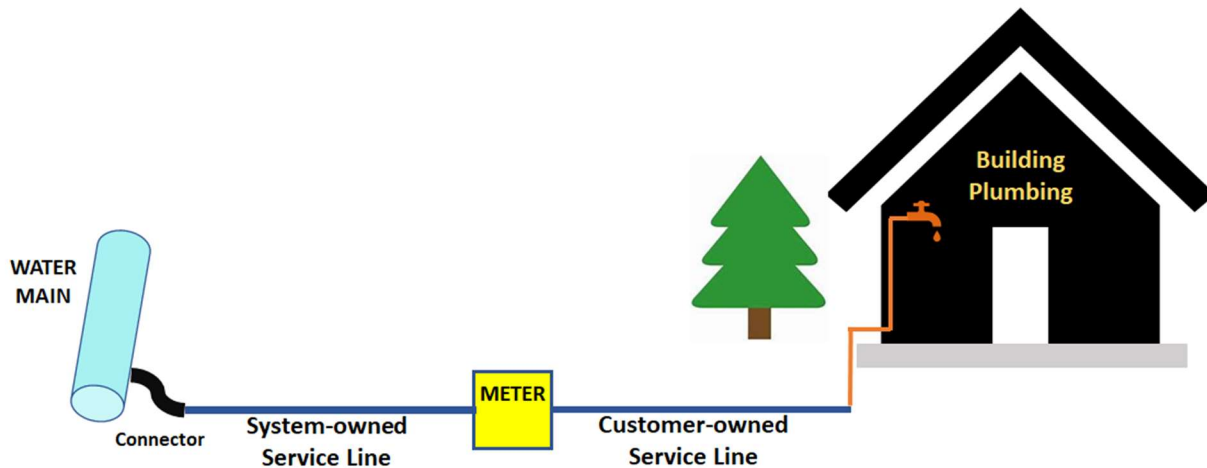 WATER
MAIN
Connector
System-owned
Service Line
METER
Customer-owned
Service Line
Building
Plumbing